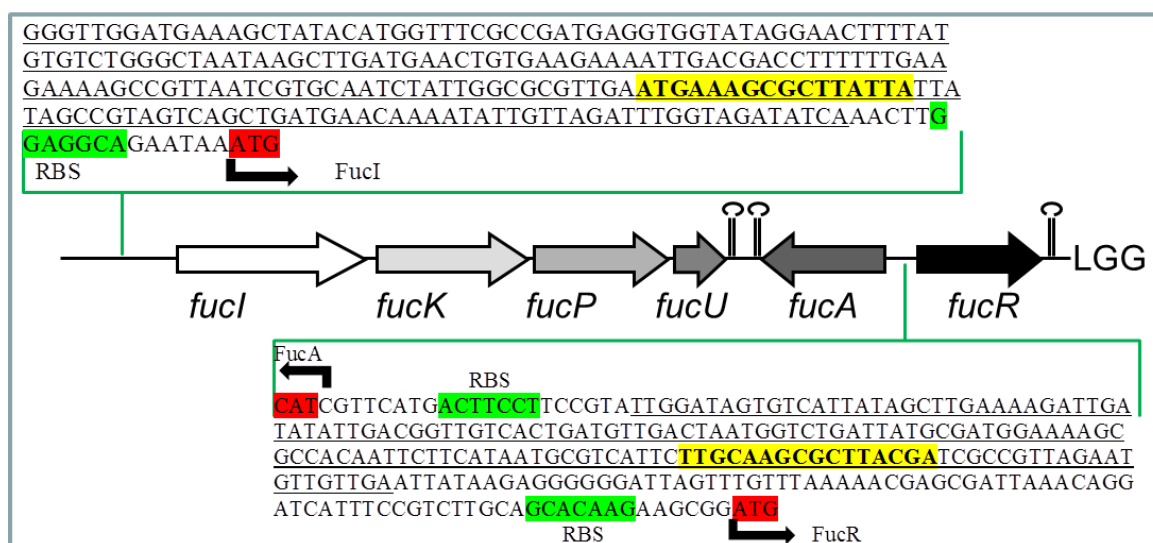 GGGTTGGATGAAAGCTATACATGGTTTCGCCGATGAGGTGGTATAGGAACTTTTAT
GTGTCTGGGCTAATAAGCTTGATGAACTGTGAAGAAAATTGACGACCTTTTTTGAA
GAAAAGCCGTTAATCGTGCAATCTATTGGCGCGTTGAATGAAAGCGCTTATTATTA
TAGCCGTAGTCAGCTGATGAACAAAATATTGTTAGATTTGGTAGATATCAAACTTG
GAGGCAGAATAAATG
RBS FucI
fucI fucK fucP fucU fucA fucR LGG
FucA
RBS
CATCGTTCATGACTTCCTTCCGTATTGGATAGTGTCATTATAGCTTGAAAAGATTGA
TATATTGACGGTTGTCACTGATGTTGACTAATGGTCTGATTATGCGATGGAAAAGC
GCCACAATTCTTCATAATGCGTCATTCTTGCAAGCGCTTACGATCGCCGTTAGAAT
GTTGTTGAATTATAAGAGGGGGGATTAGTTTGTTTAAAAACGAGCGATTAAACAGG
ATCATTTCCGTCTTGCAGCACAAGAAGCGGATG
RBS FucR